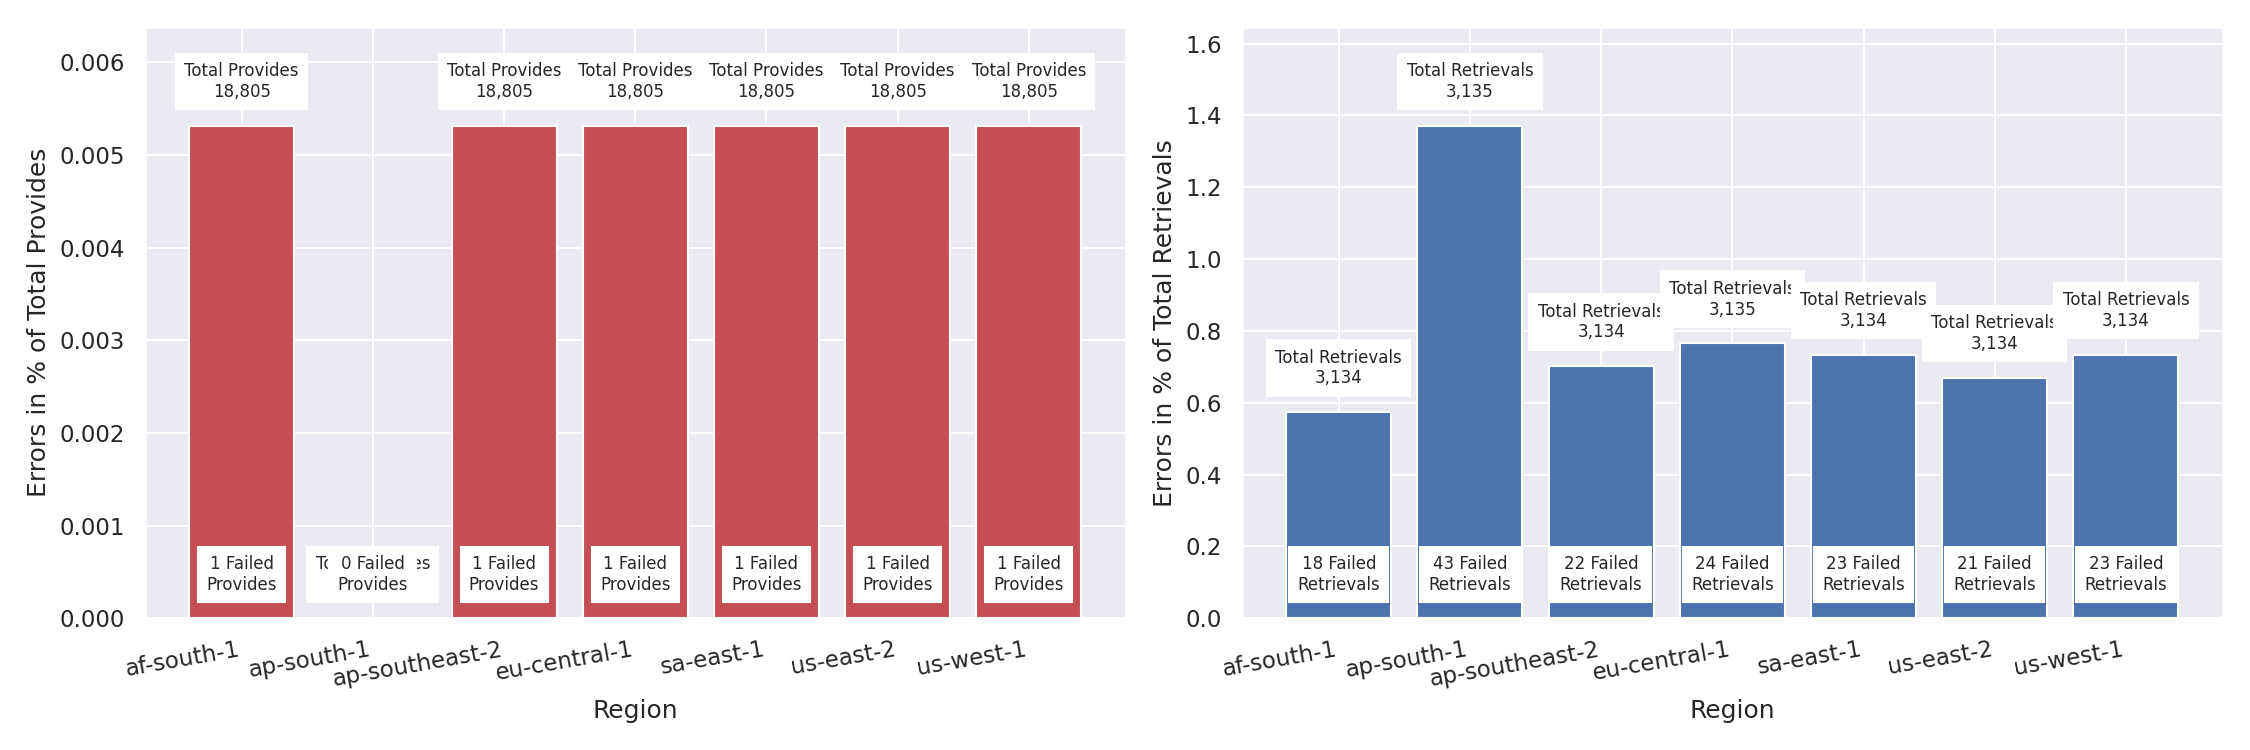 Errors in % of Total Provides
0.006
0.005
0.004
0.003
0.002
0.001
0.000
Total Provides
18,805
Total Provides
18,805
Total Provides
18,805
Total Provides
18,805
Total Provides
18,805
Total Provides
18,805
1 Failed
Provides
0 Failed
Provides
1 Failed
Provides
1 Failed
Provides
1 Failed
Provides
1 Failed
Provides
1 Failed
Provides
af-south-1
ap-south-1
ap-southeast-2
eu-central-1
sa-east-1
us-east-2
us-west-1
Region
Errors in % of Total Retrievals
1.6
1.4
1.2
1.0
0.8
0.6
0.4
0.2
0.0
Total Retrievals
3,134
Total Retrievals
3,135
Total Retrievals
3,134
Total Retrievals
3,135
Total Retrievals
3,134
Total Retrievals
3,134
Total Retrievals
3,134
18 Failed
Retrievals
43 Failed
Retrievals
22 Failed
Retrievals
24 Failed
Retrievals
23 Failed
Retrievals
21 Failed
Retrievals
23 Failed
Retrievals
af-south-1
ap-south-1
ap-southeast-2
eu-central-1
sa-east-1
us-east-2
us-west-1
Region